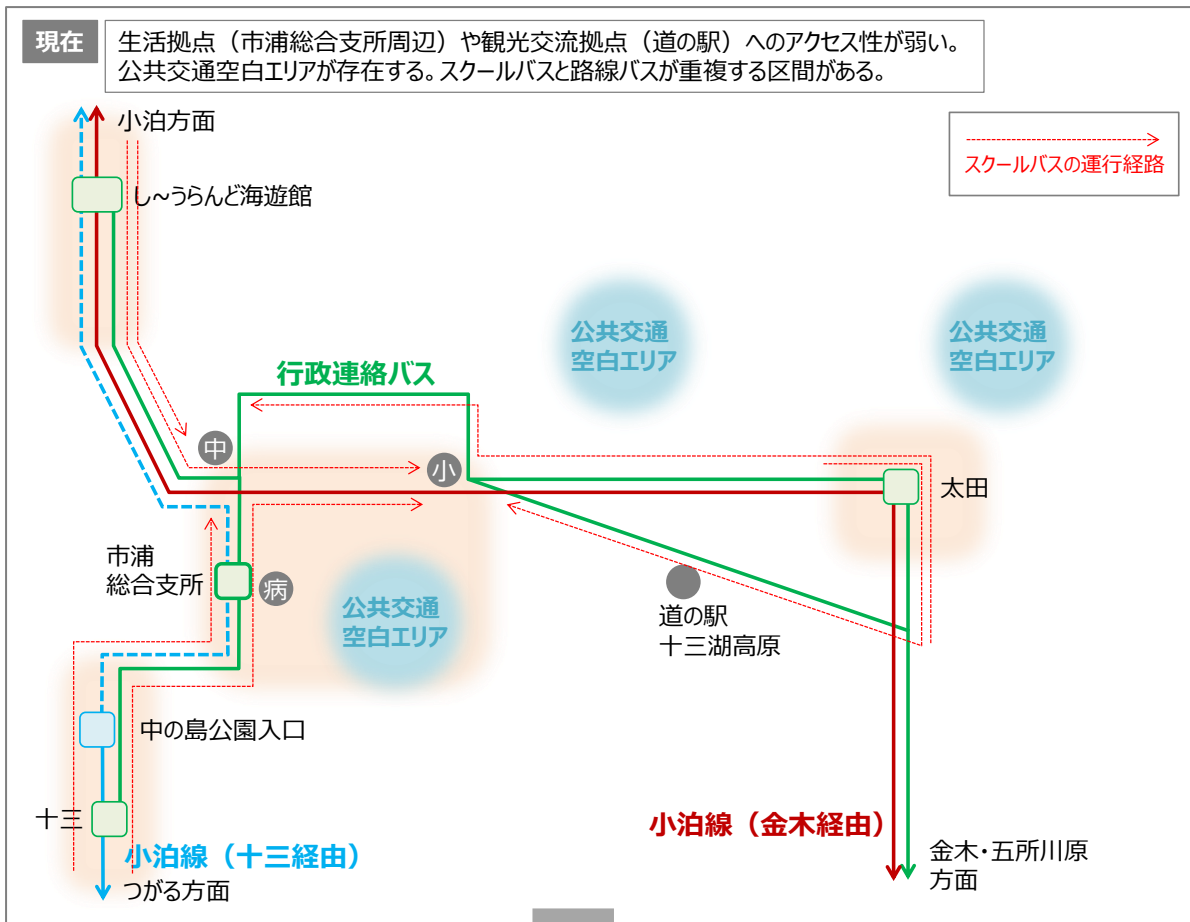 現在
生活拠点（市浦総合支所周辺）や観光交流拠点（道の駅）へのアクセス性が弱い。
公共交通空白エリアが存在する。スクールバスと路線バスが重複する区間がある。
小泊方面
スクールバスの運行経路
し～うらんど海遊館
公共交通
空白エリア
公共交通
空白エリア
行政連絡バス
中
小
太田
市浦
総合支所
病
公共交通
空白エリア
道の駅
十三湖高原
中の島公園入口
十三
小泊線（金木経由）
小泊線（十三経由）
つがる方面
金木・五所川原
方面